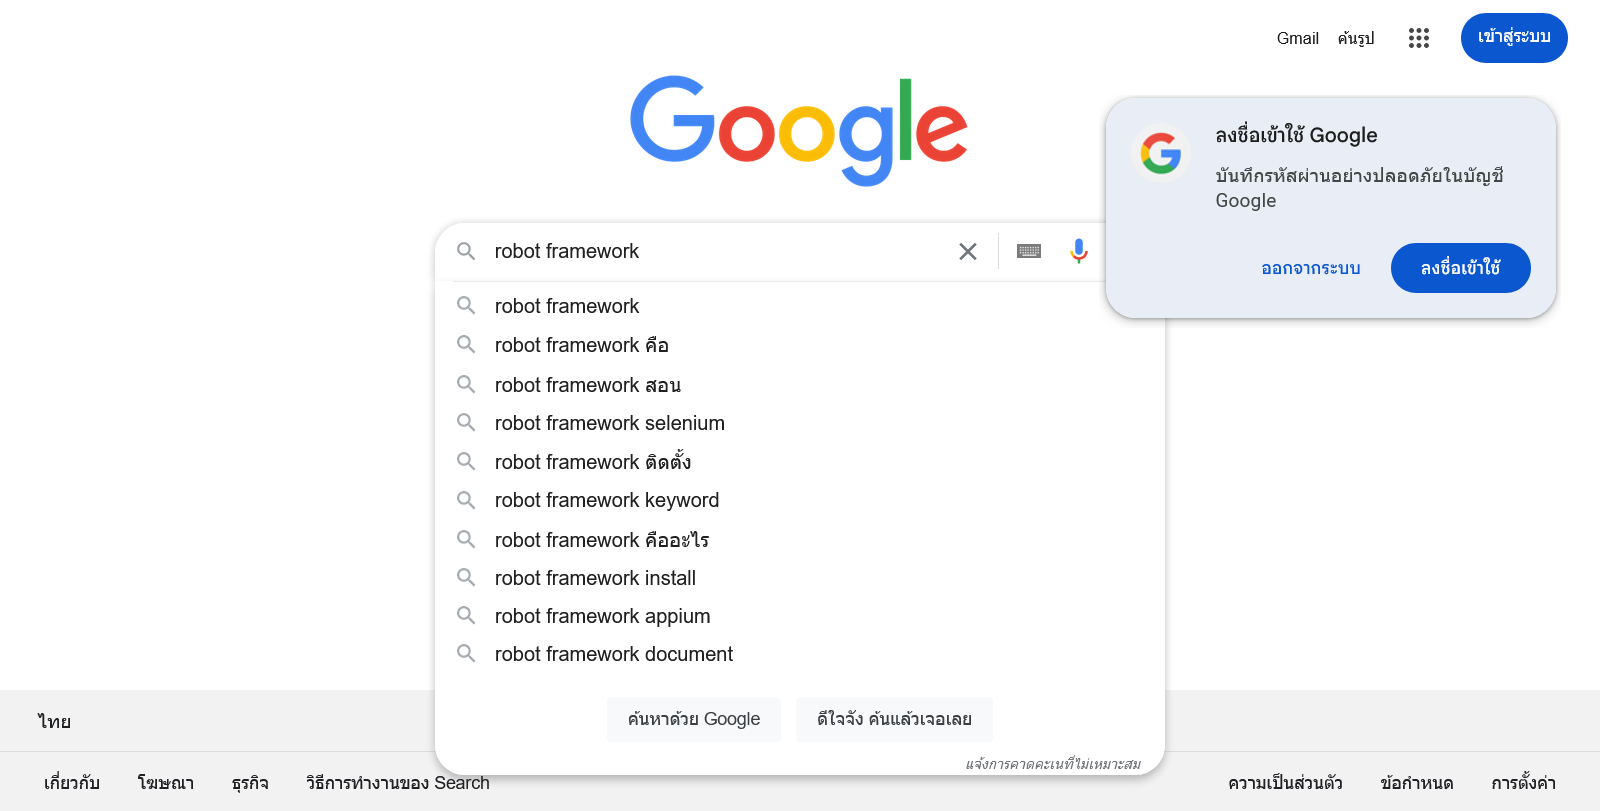 Gmail ค้นรูป เข้าสู่ระบบ
Google
ลงชื่อเข้าใช้ Google
บันทึกรหัสผ่านอย่างปลอดภัยในบัญชี
Google
ออกจากระบบ ลงชื่อเข้าใช้
robot framework
robot framework
robot framework คือ
robot framework สอน
robot framework selenium
robot framework ติดตั้ง
robot framework keyword
robot framework คืออะไร
robot framework install
robot framework appium
robot framework document
ค้นหาด้วย Google ดีใจจัง ค้นแล้วเจอเลย
แจ้งการคาดคะเนที่ไม่เหมาะสม
ไทย
เกี่ยวกับ โฆษณา ธุรกิจ วิธีการทำงานของ Search ความเป็นส่วนตัว ข้อกำหนด การตั้งค่า